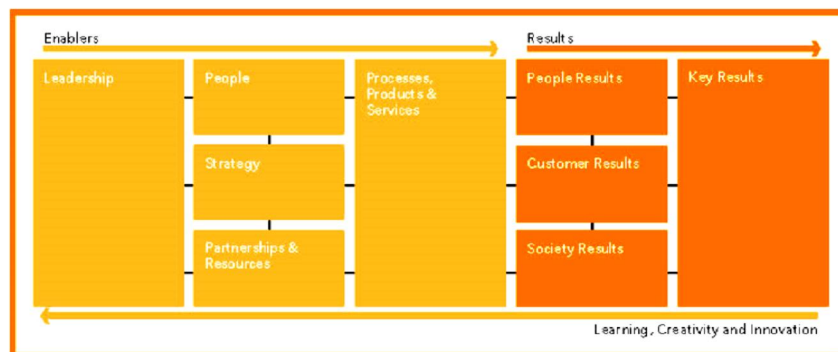 Enablers
Results
Leadership
People
Processes,
Products &
Services
People Results
Key Results
Strategy
Customer Results
Partnerships &
Resources
Society Results
Learning, Creativity and Innovation